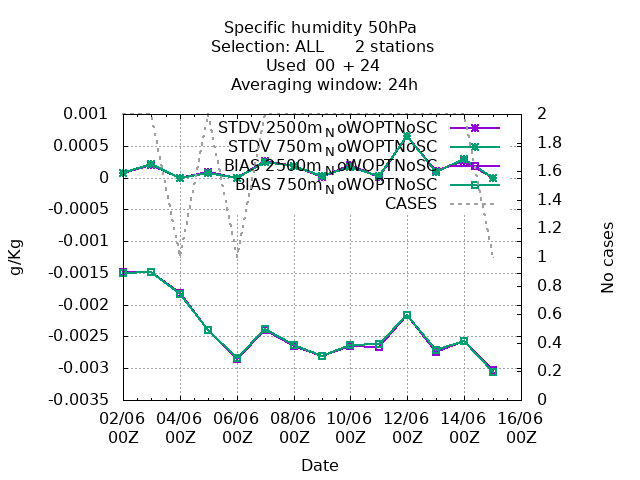 Specific humidity 50hPa
Selection: ALL      2 stations
Used  00  + 24
Averaging window: 24h
0.001
0.0005
0
-0.0005
-0.001
-0.0015
-0.002
-0.0025
-0.003
-0.0035
g/Kg
STDV 2500m_NoWOPTNoSC
STDV 750m_NoWOPTNoSC
BIAS 2500m_NoWOPTNoSC
BIAS 750m_NoWOPTNoSC
CASES
2
1.8
1.6
1.4
1.2
1
0.8
0.6
0.4
0.2
0
No cases
02/06 04/06 06/06 08/06 10/06 12/06 14/06 16/06
00Z 00Z 00Z 00Z 00Z 00Z 00Z 00Z
Date